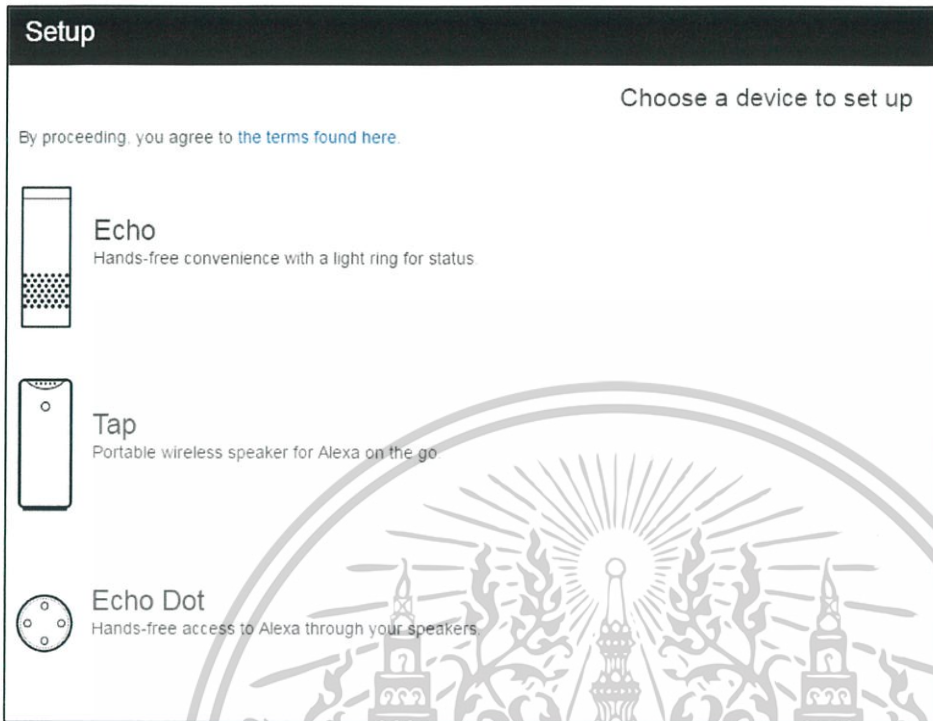 Setup
Choose a device to set up
By proceeding, you agree to the terms found here.
Echo
Hands-free convenience with a light ring for status.
Tap
Portable wireless speaker for Alexa on the go.
Echo Dot
Hands-free access to Alexa through your speakers.